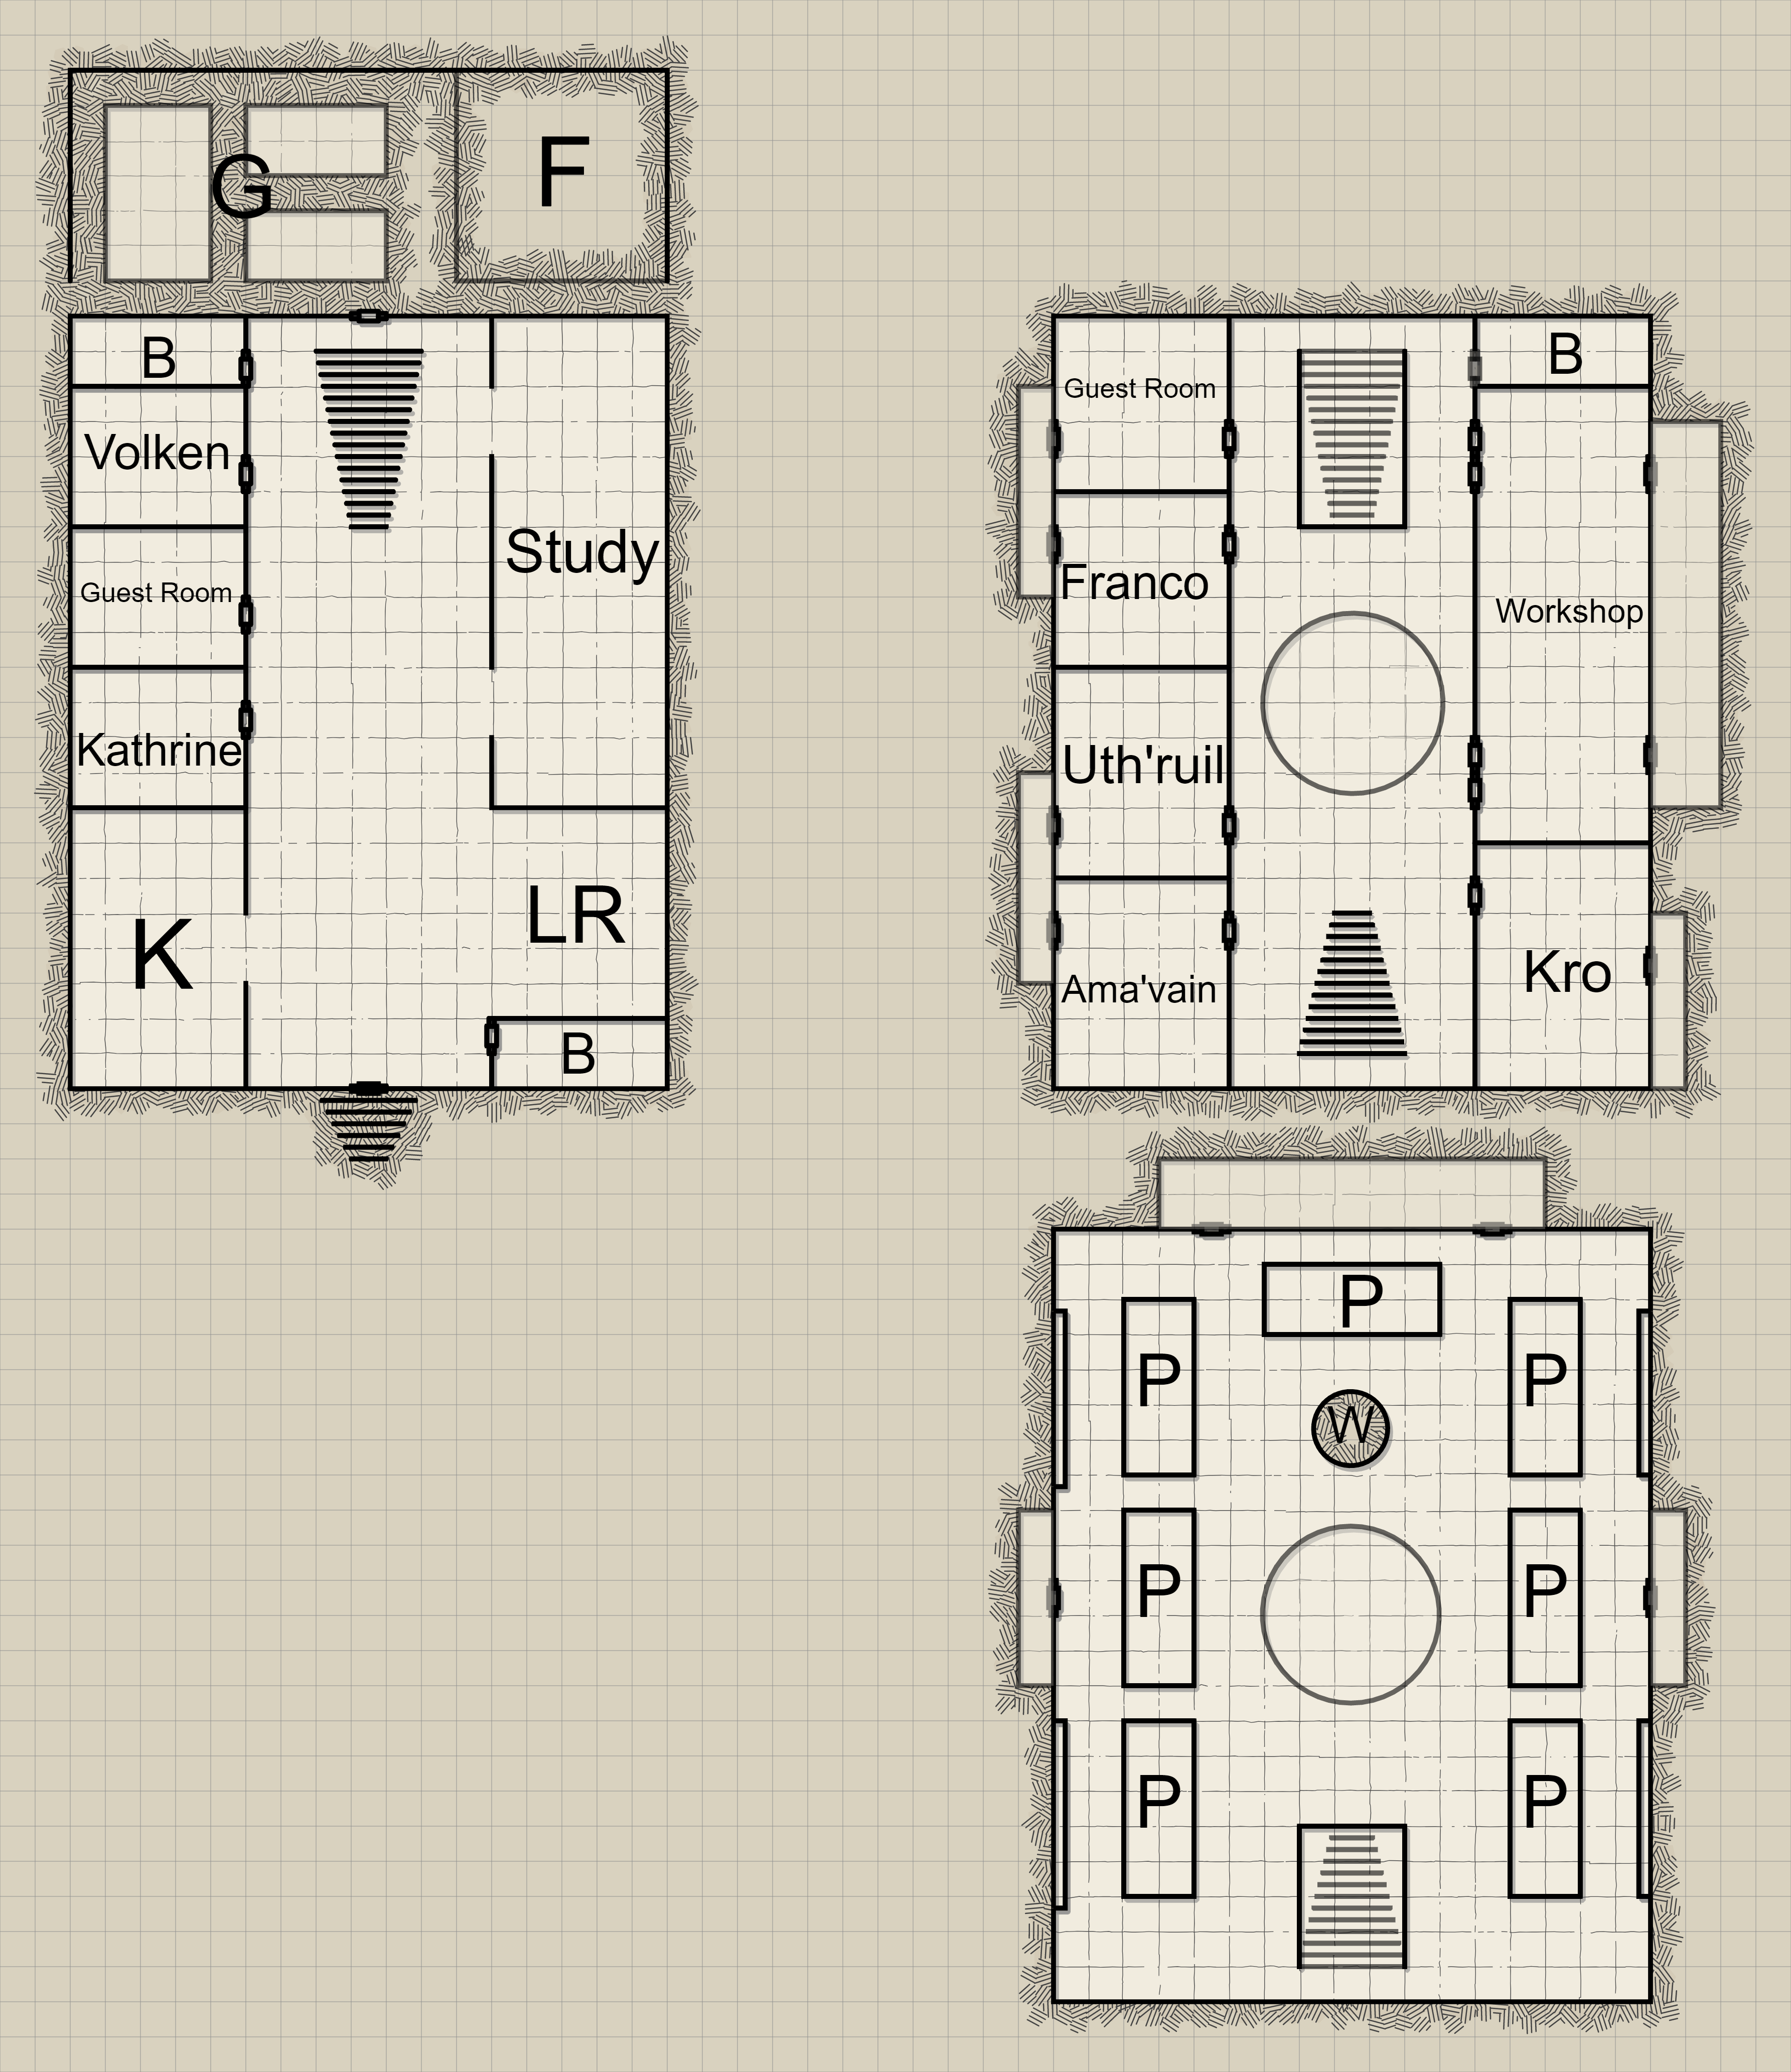 G
F
B
Volken
Study
Guest Room
Kathrine
K
LR
B
Guest Room
B
Franco
Workshop
Uth'ruil
Kro
Ama'vain
P
P
P
W
P
P
P
P